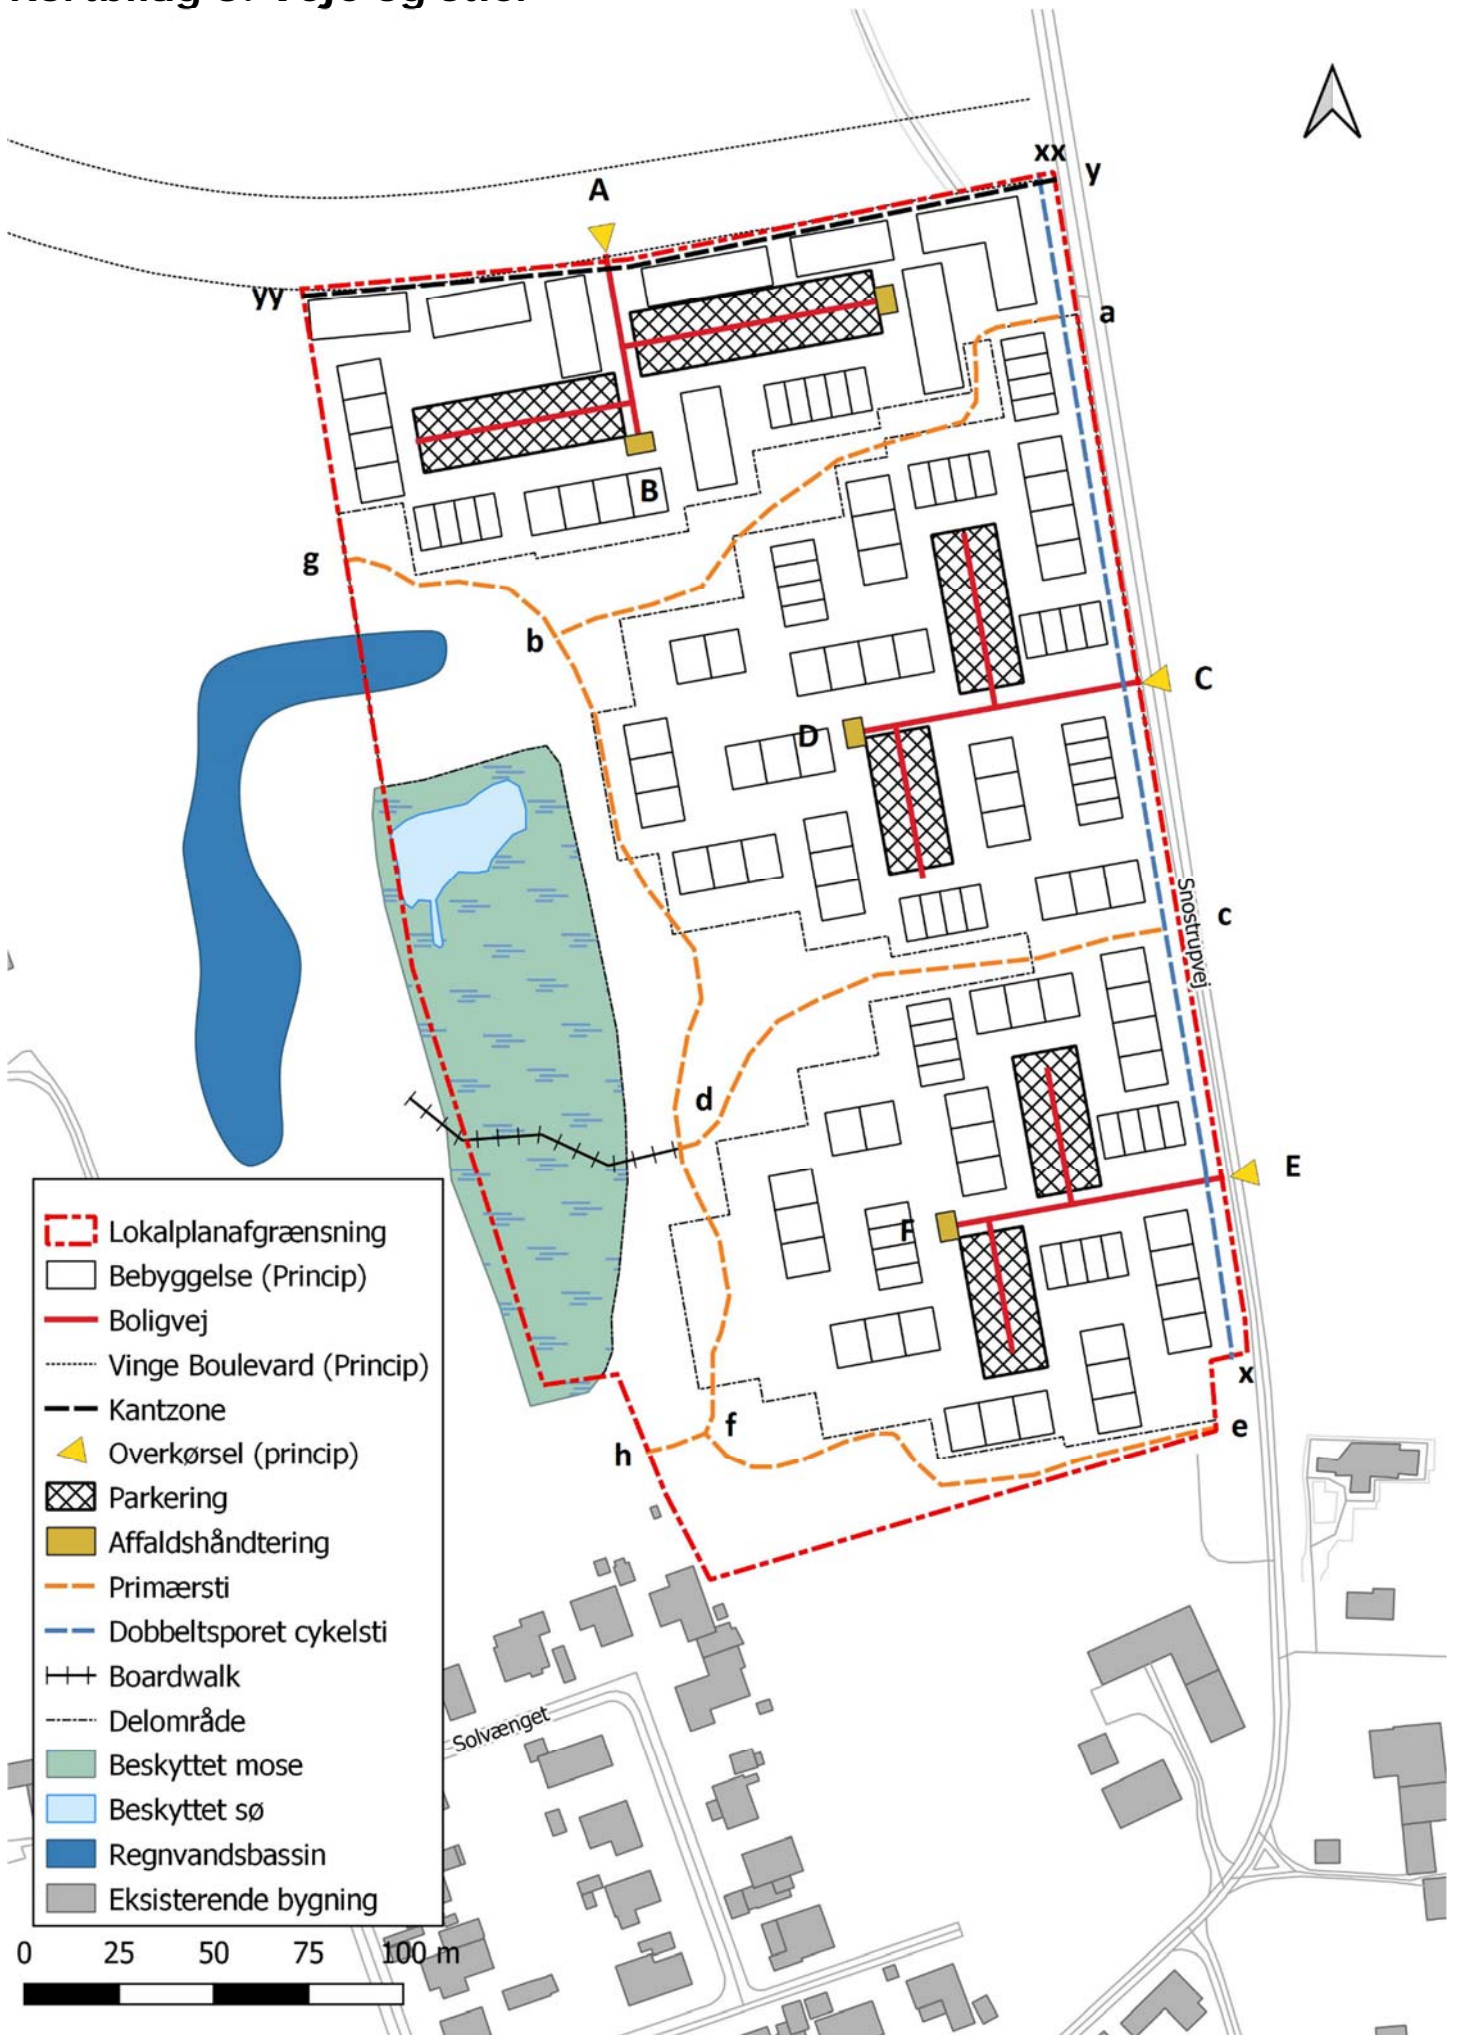 xx
y
A
yy
a
B
g
b
C
D
c
Snostrupvej
d
E
F
x
f
e
h
Lokalplanafgrænsning
Bebyggelse (Princip)
Boligvej
Vinge Boulevard (Princip)
Kantzone
Overkørsel (princip)
Parkering
Affaldshåndtering
Primærsti
Dobbeltsporet cykelsti
Boardwalk
Delområde
Beskyttet mose
Beskyttet sø
Regnvandsbassin
Eksisterende bygning
Solvænget
0 25 50 75 100 m